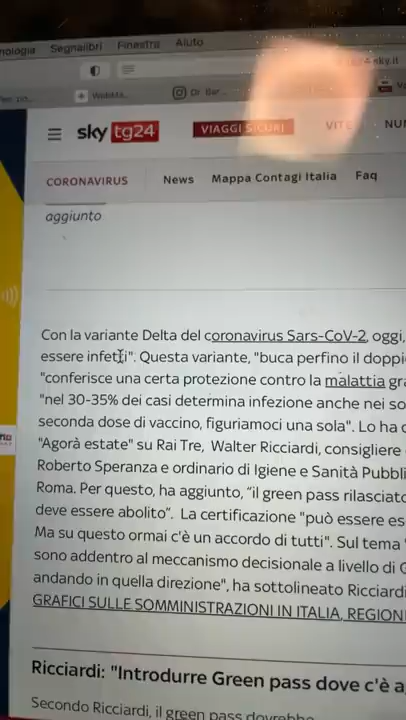 Segnalibri Finestra Aiuto
sky.it
WebMa...
sky tg24 VIAGGI SICURI
CORONAVIRUS News Mappa Contagi Italia Faq
aggiunto
Con la variante Delta del coronavirus Sars-CoV-2, oggi,
essere infetti". Questa variante, "buca perfino il doppi
"conferisce una certa protezione contro la malattia gra
"nel 30-35% dei casi determina infezione anche nei so
seconda dose di vaccino, figuriamoci una sola". Lo ha
"Agorà estate" su Rai Tre, Walter Ricciardi, consigliere
Roberto Speranza e ordinario di Igiene e Sanità Pubbli
Roma. Per questo, ha aggiunto, "il green pass rilasciato
deve essere abolito". La certificazione "può essere es
Ma su questo ormai c'è un accordo di tutti". Sul tema
sono addentro al meccanismo decisionale a livello di
andando in quella direzione", ha sottolineato Ricciardi
GRAFICI SULLE SOMMINISTRAZIONI IN ITALIA, REGION
Ricciardi: "Introdurre Green pass dove c'è a
Secondo Ricciardi, il green pass dovrebbe